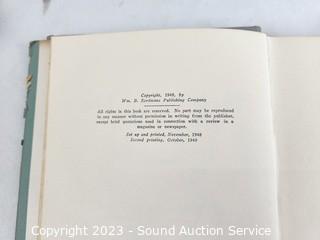 Copyright, 1948, by
Wm. B. Eerdmans Publishing Company
All rights in this book are reserved. No part may be reproduced
in any manner without permission in writing from the publisher,
except brief quotations used in connection with a review in a
magazine or newspaper.
Set up and printed, November, 1948
Second printing, October, 1949
Copyright 2023 - Sound Auction Service